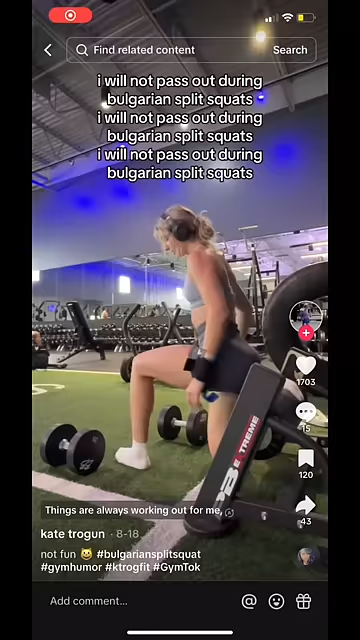 Find related content
Search
i will not pass out during
bulgarian split squats
i will not pass out during
bulgarian split squats
i will not pass out during
bulgarian split squats
1703
15
120
43
Things are always working out for me,
kate trogun · 8-18
not fun 😺 #bulgariansplitsquat
#gymhumor #ktrogfit #GymTok
Add comment...